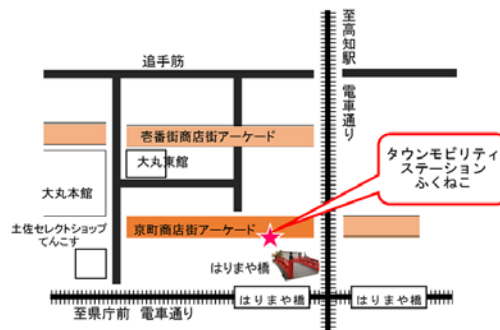 至高知駅
電車通り
追手筋
壱番街商店街アーケード
大丸東館
タウンモビリティ
ステーション
ふくねこ
大丸本館
土佐セレクトショップ
てんこす
京町商店街アーケード
はりまや橋
はりまや橋
はりまや橋
至県庁前 電車通り